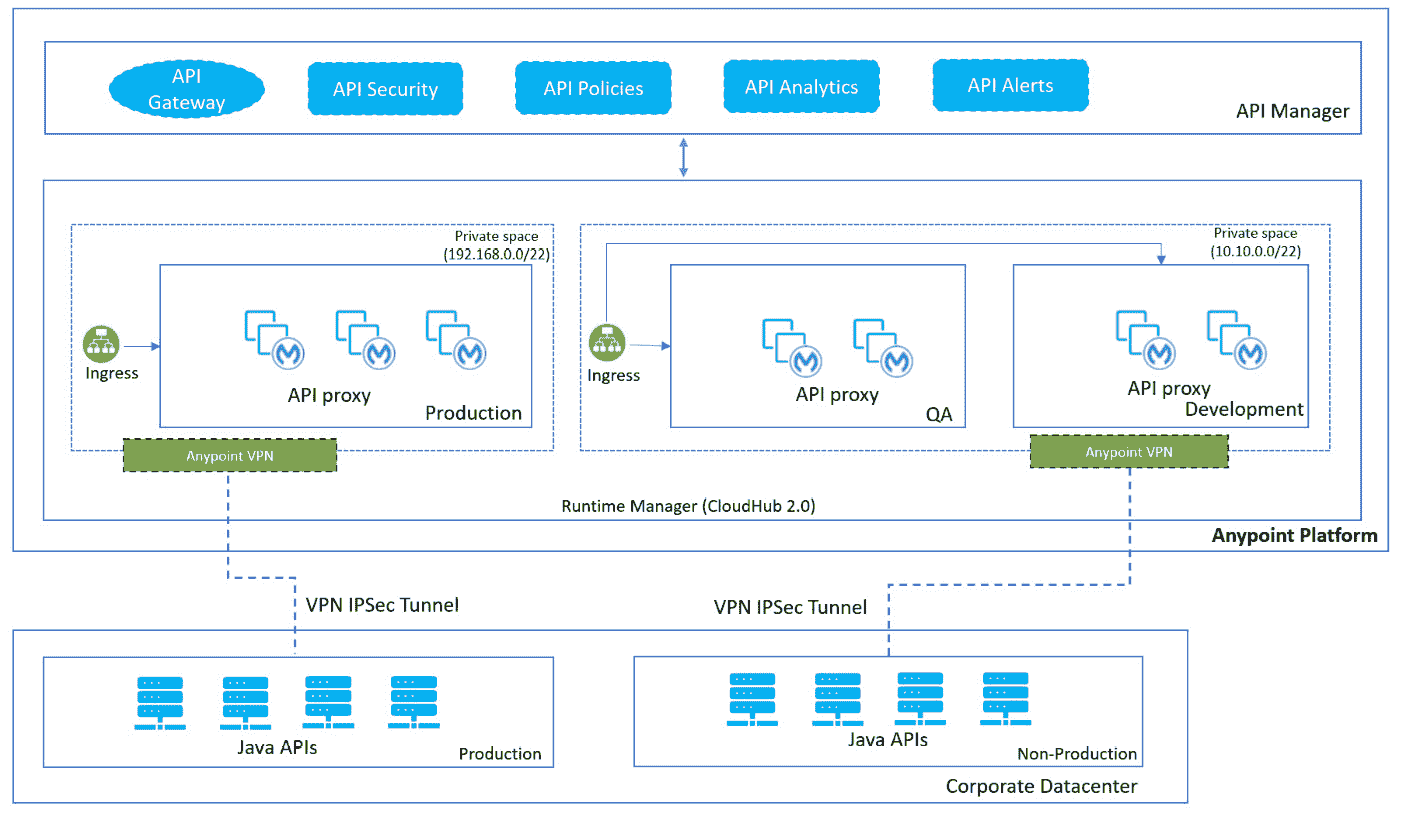 API
Gateway
API Security
API Policies
API Analytics
API Alerts
API Manager
Private space
(192.168.0.0/22)
Ingress
API proxy
Production
Anypoint VPN
Private space
(10.10.0.0/22)
Ingress
API proxy
QA
API proxy
Development
Anypoint VPN
Runtime Manager (CloudHub 2.0)
Anypoint Platform
VPN IPSec Tunnel
VPN IPSec Tunnel
Java APIs
Production
Java APIs
Non-Production
Corporate Datacenter